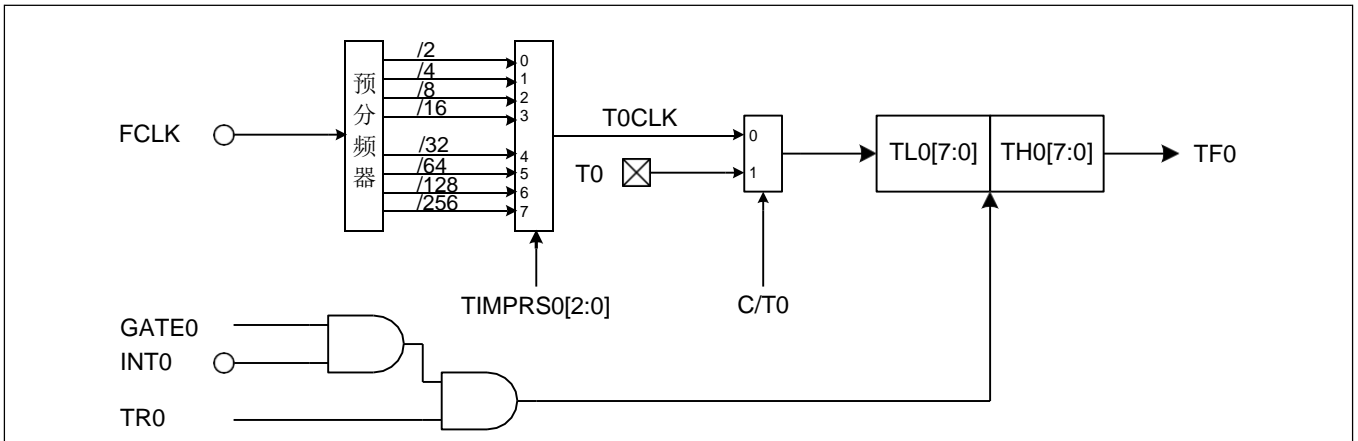 /2
/4
/8
/16
/32
/64
/128
/256
预分频器
0
1
2
3
4
5
6
7
FCLK
T0CLK
T0
0
1
TL0[7:0]
TH0[7:0]
TF0
TIMPRS0[2:0]
C/T0
GATE0
INT0
TR0